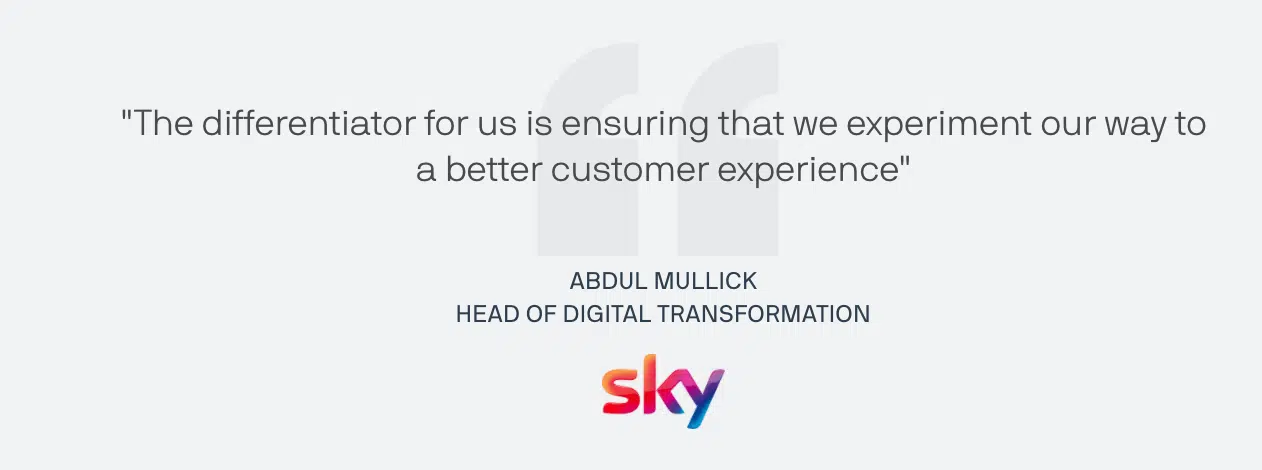 "The differentiator for us is ensuring that we experiment our way to
a better customer experience"
ABDUL MULLICK
HEAD OF DIGITAL TRANSFORMATION
sky